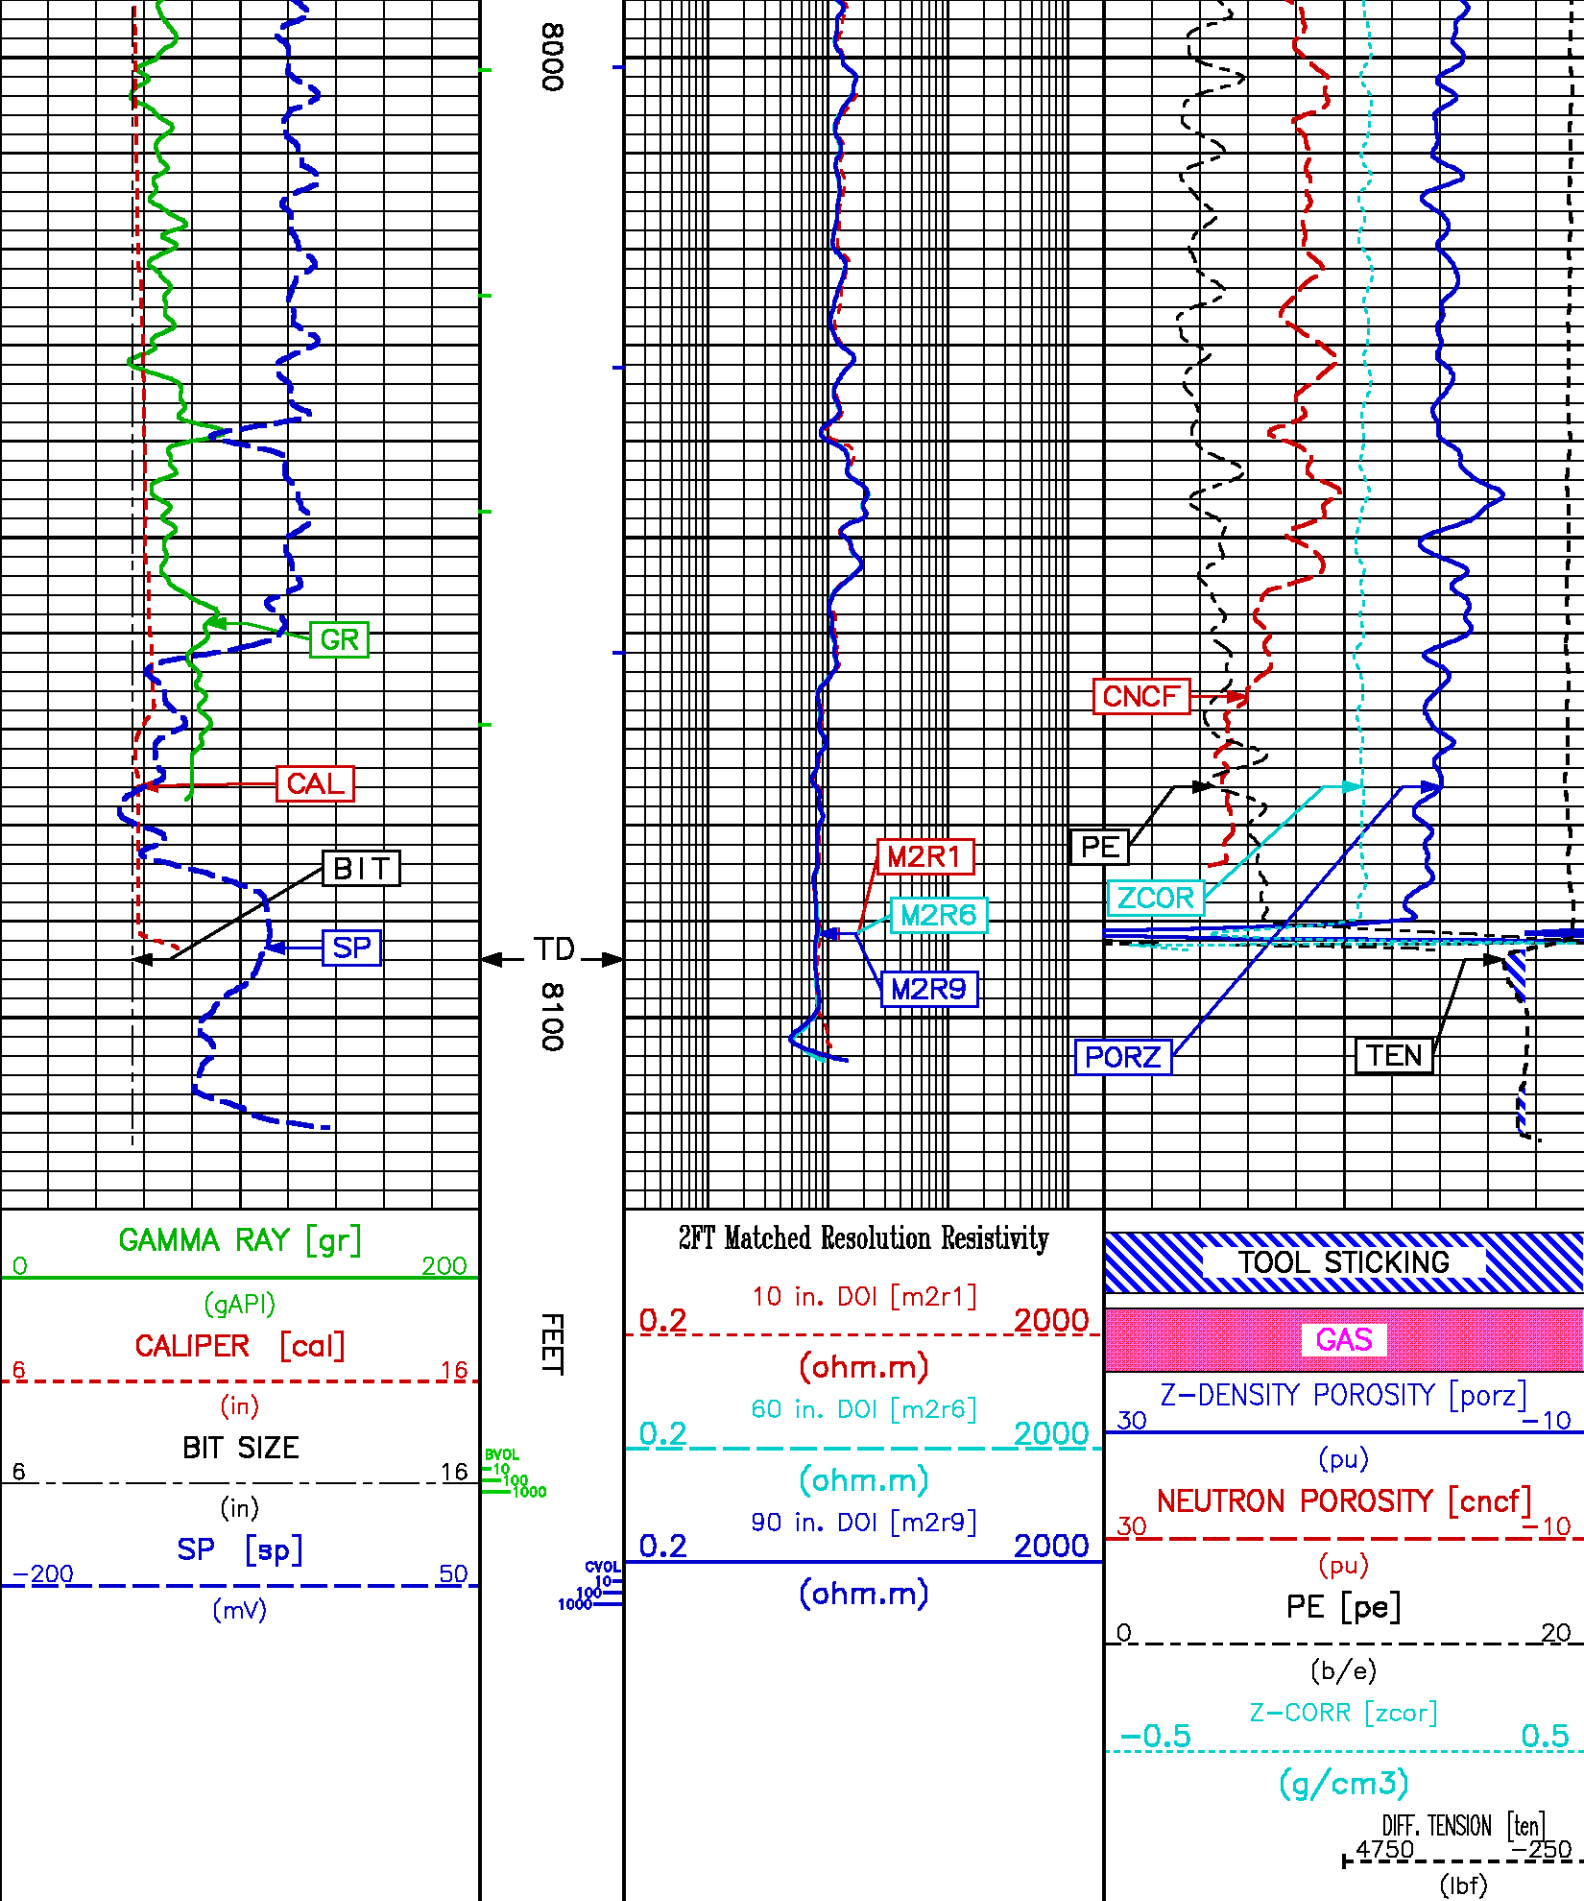 8000
GR
CNCF
CAL
M2R1
PE
BIT
ZCOR
M2R6
SP
TD
M2R9
8100
PORZ
TEN
GAMMA RAY [gr]
0 200
(gAPI)
CALIPER [cal]
6 16
(in)
BIT SIZE
6 16
(in)
SP [sp]
-200 50
(mV)
FEET
BVOL
10
100
1000
CVOL
10
100
1000
2FT Matched Resolution Resistivity
10 in. DOI [m2r1]
0.2 2000
(ohm.m)
60 in. DOI [m2r6]
0.2 2000
(ohm.m)
90 in. DOI [m2r9]
0.2 2000
(ohm.m)
TOOL STICKING
GAS
Z-DENSITY POROSITY [porz]
30 -10
(pu)
NEUTRON POROSITY [cncf]
30 -10
(pu)
PE [pe]
0 20
(b/e)
Z-CORR [zcor]
-0.5 0.5
(g/cm3)
DIFF. TENSION [ten]
4750 -250
(lbf)